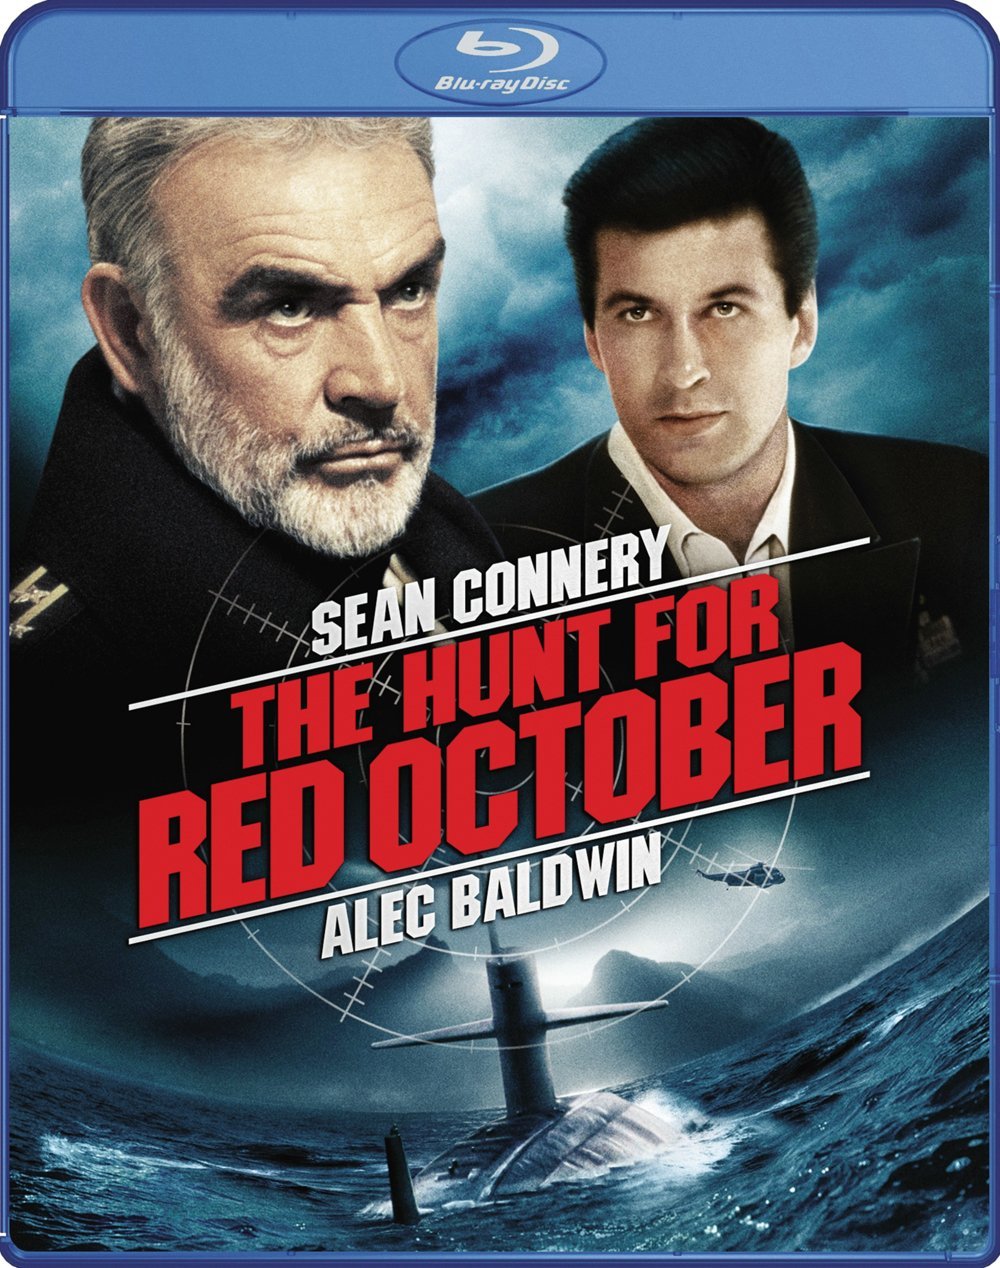 Blu-ray Disc
SEAN CONNERY
THE HUNT FOR
RED OCTOBER
ALEC BALDWIN